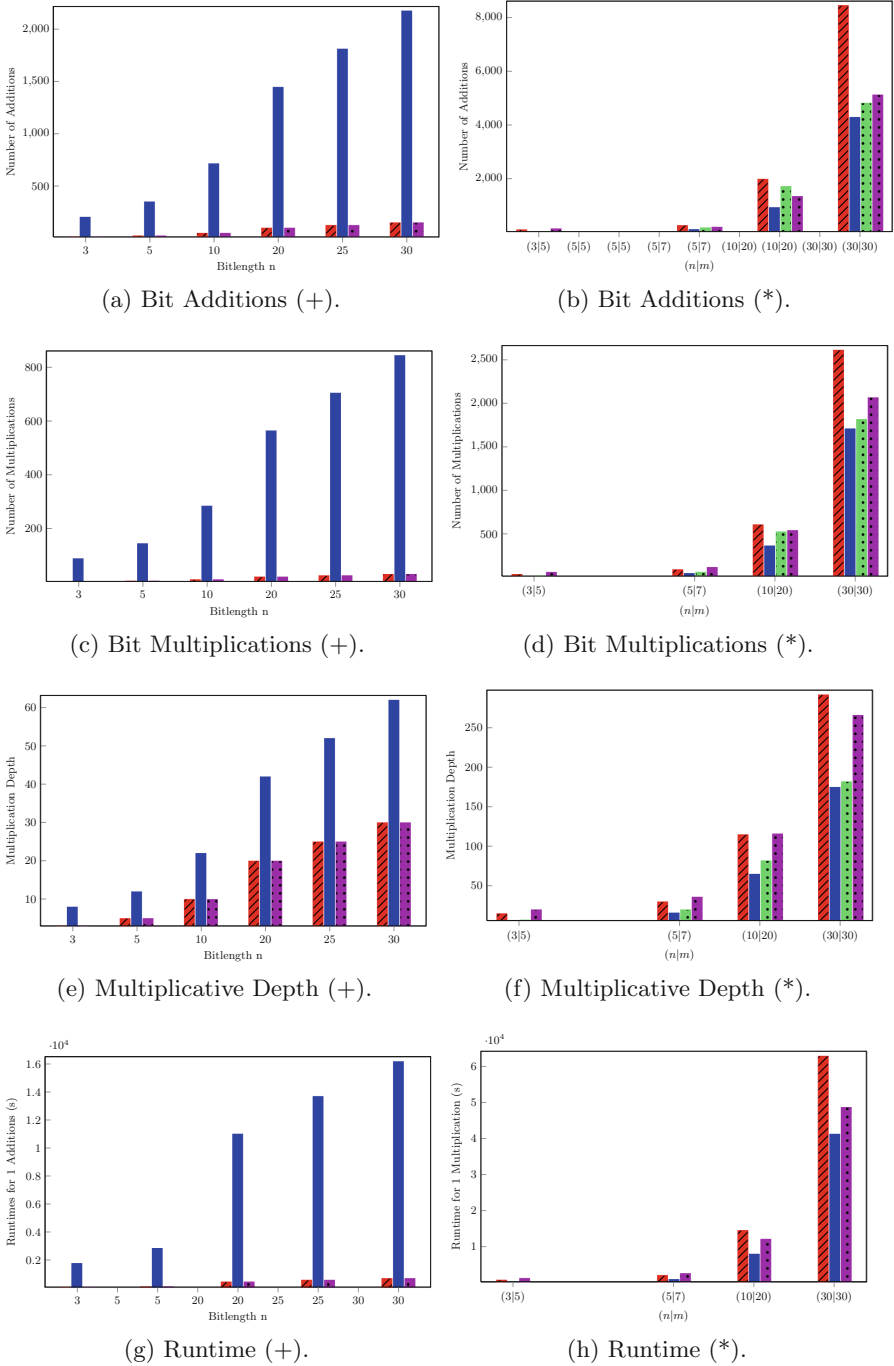 2,000
1,500
1,000
500
Number of Additions
3 5 10 20 25 30
Bitlength n
(a) Bit Additions (+).
8,000
6,000
4,000
2,000
Number of Additions
(3|5) (5|5) (5|5) (5|7) (5|7) (10|20) (10|20) (30|30) (30|30)
(n|m)
(b) Bit Additions (*).
800
600
400
200
Number of Multiplications
3 5 10 20 25 30
Bitlength n
(c) Bit Multiplications (+).
2,500
2,000
1,500
1,000
500
Number of Multiplications
(3|5) (5|7) (10|20) (30|30)
(n|m)
(d) Bit Multiplications (*).
60
50
40
30
20
10
Multiplication Depth
3 5 10 20 25 30
Bitlength n
(e) Multiplicative Depth (+).
250
200
150
100
50
Multiplication Depth
(3|5) (5|7) (10|20) (30|30)
(n|m)
(f) Multiplicative Depth (*).
·10⁴
1.6
1.4
1.2
1
0.8
0.6
0.4
0.2
Runtimes for 1 Additions (s)
3 5 5 20 20 25 25 30 30
Bitlength n
(g) Runtime (+).
·10⁴
6
5
4
3
2
1
Runtime for 1 Multiplication (s)
(3|5) (5|7) (10|20) (30|30)
(n|m)
(h) Runtime (*).